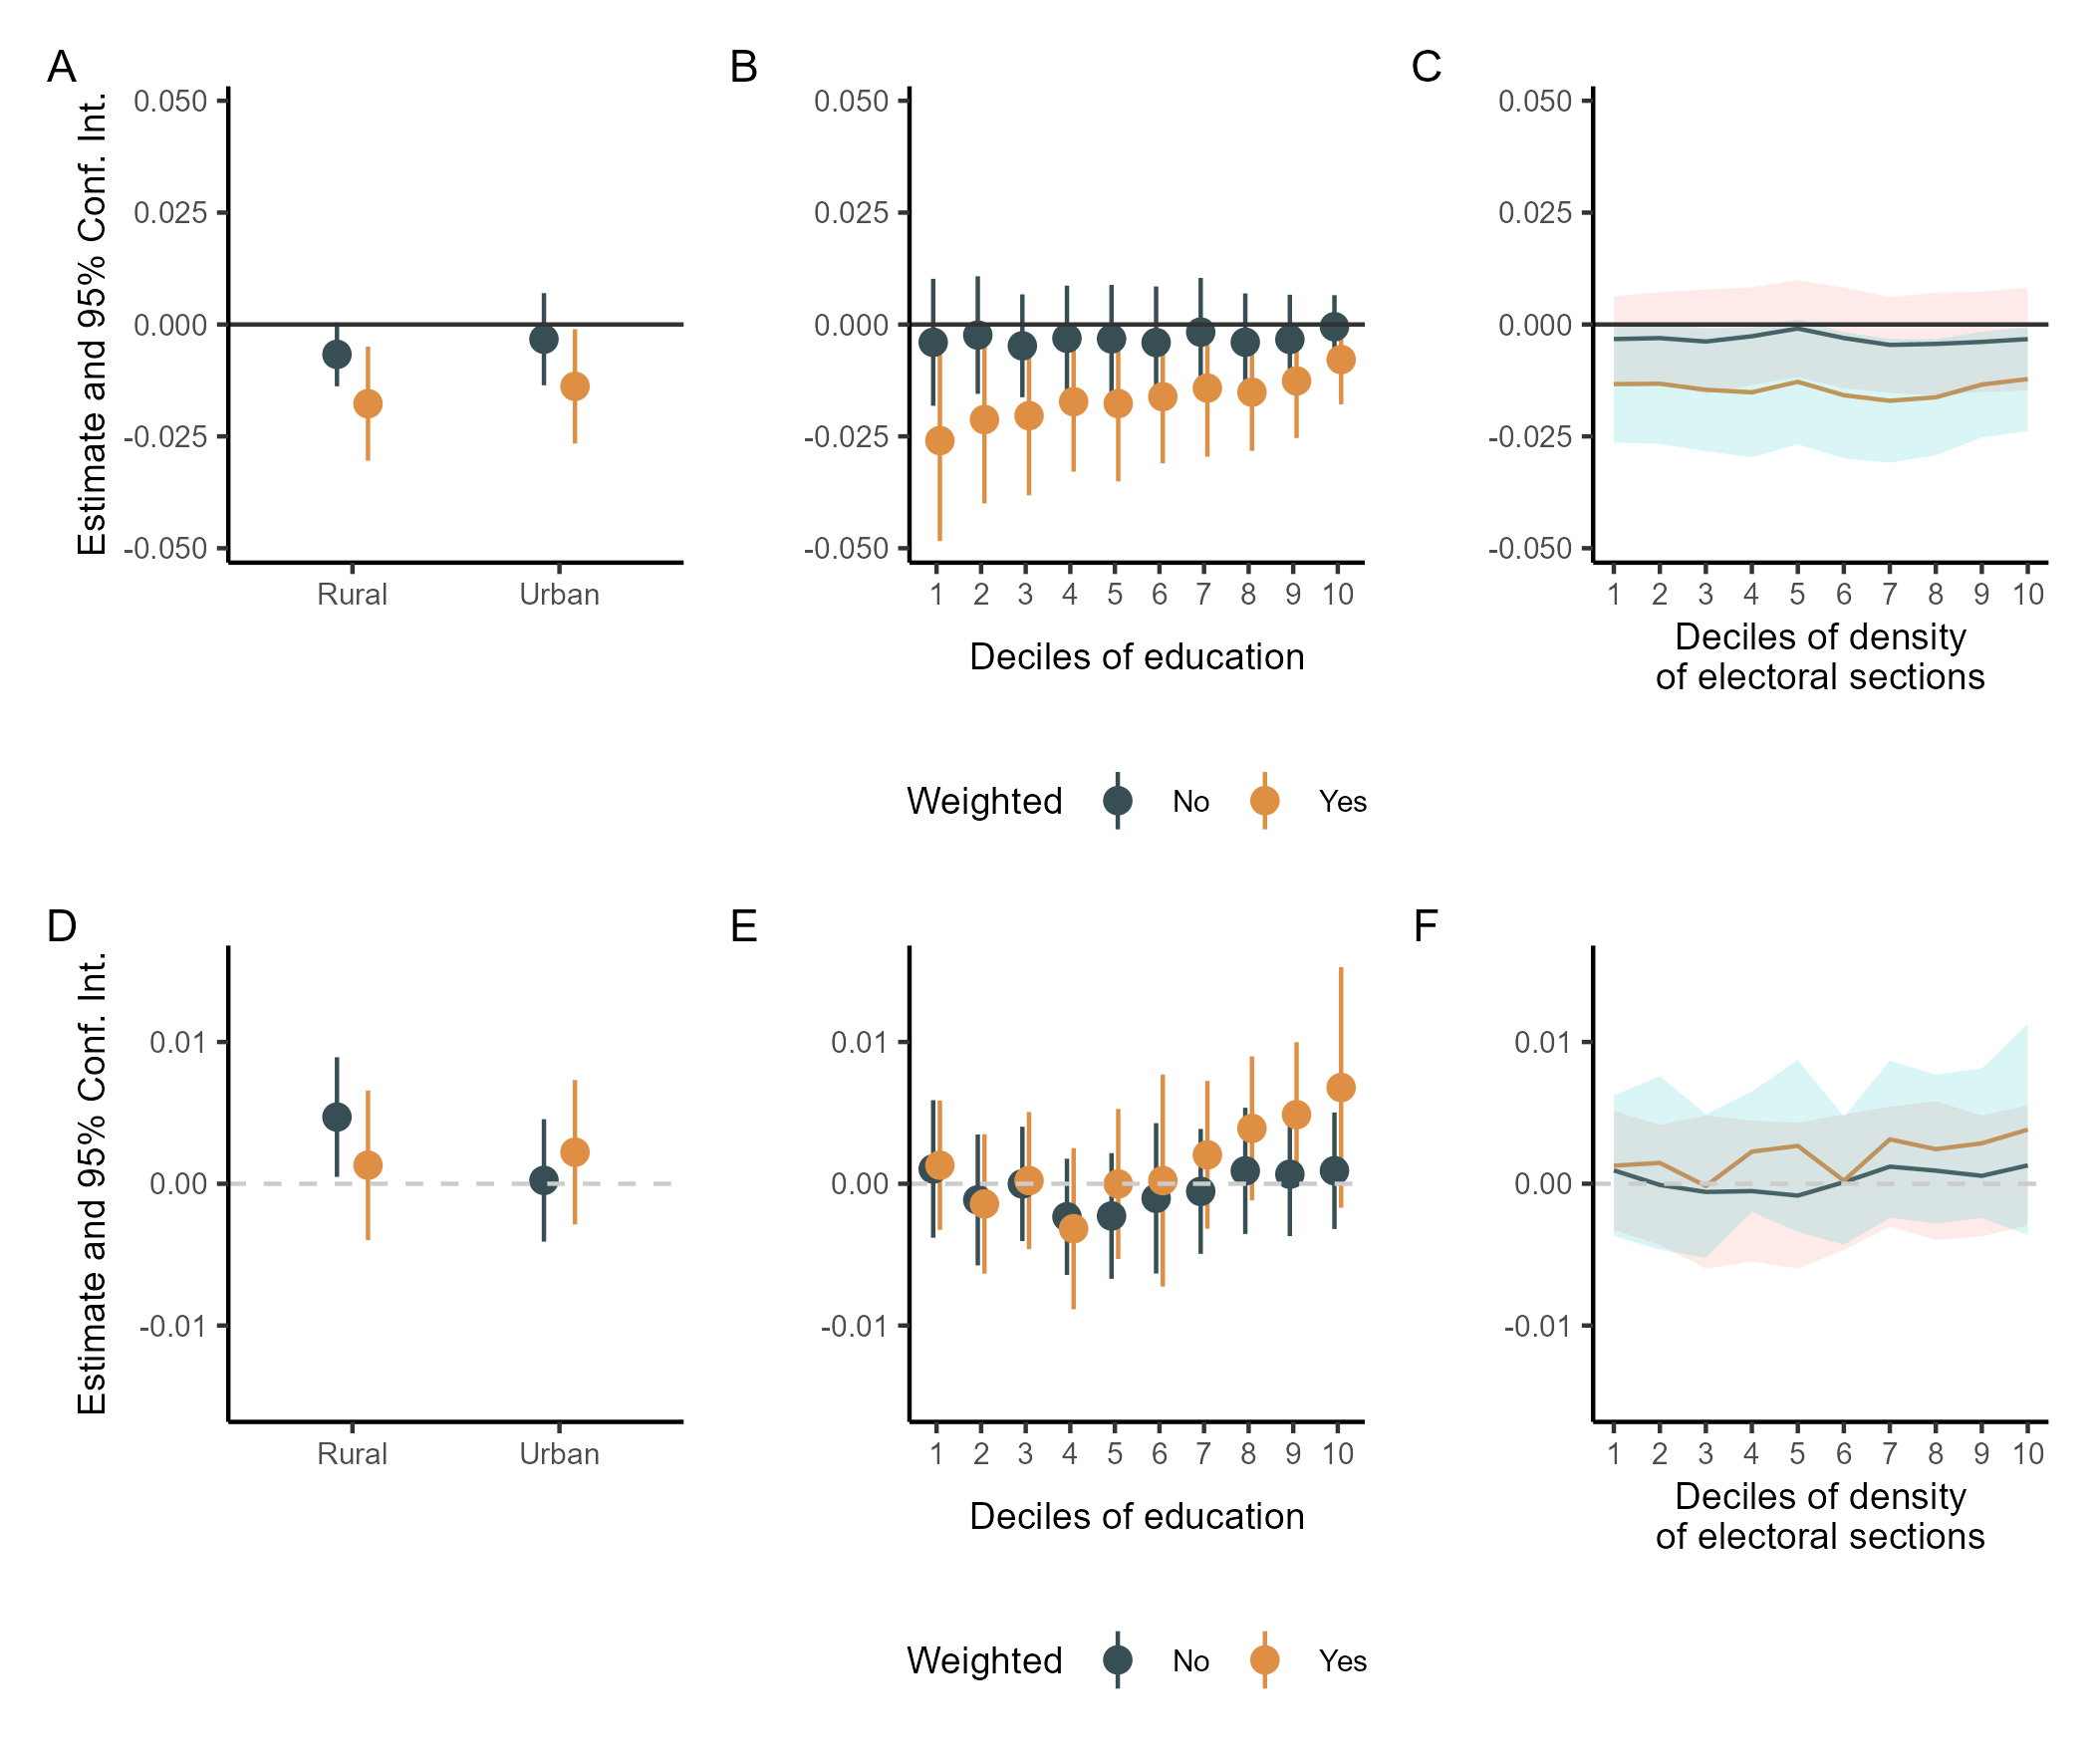 A
B
C
Estimate and 95% Conf. Int.
0.050
0.025
0.000
-0.025
-0.050
Rural Urban
0.050
0.025
0.000
-0.025
-0.050
1 2 3 4 5 6 7 8 9 10
Deciles of education
0.050
0.025
0.000
-0.025
-0.050
1 2 3 4 5 6 7 8 9 10
Deciles of density
of electoral sections
Weighted No Yes
D
E
F
Estimate and 95% Conf. Int.
0.01
0.00
-0.01
Rural Urban
0.01
0.00
-0.01
1 2 3 4 5 6 7 8 9 10
Deciles of education
0.01
0.00
-0.01
1 2 3 4 5 6 7 8 9 10
Deciles of density
of electoral sections
Weighted No Yes